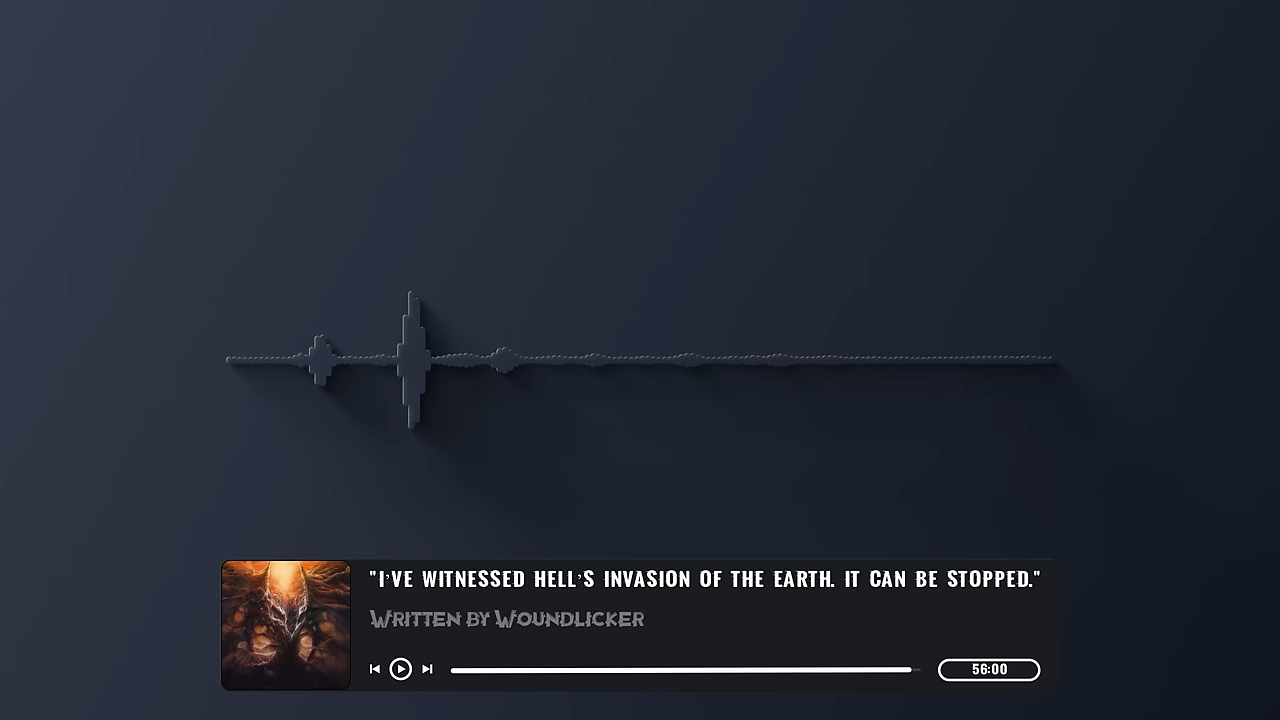 "I'VE WITNESSED HELL'S INVASION OF THE EARTH. IT CAN BE STOPPED."
WRITTEN BY WOUNDLICKER
56:00